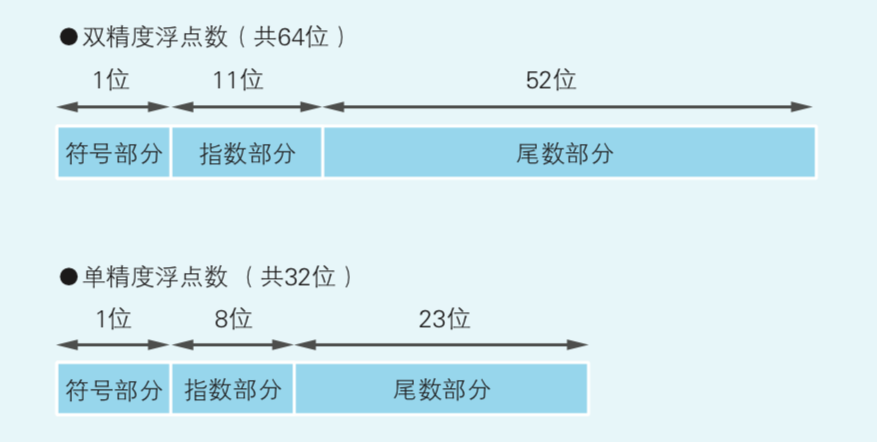 ●双精度浮点数（共64位）
1位 11位 52位
符号部分 指数部分 尾数部分
●单精度浮点数（共32位）
1位 8位 23位
符号部分 指数部分 尾数部分